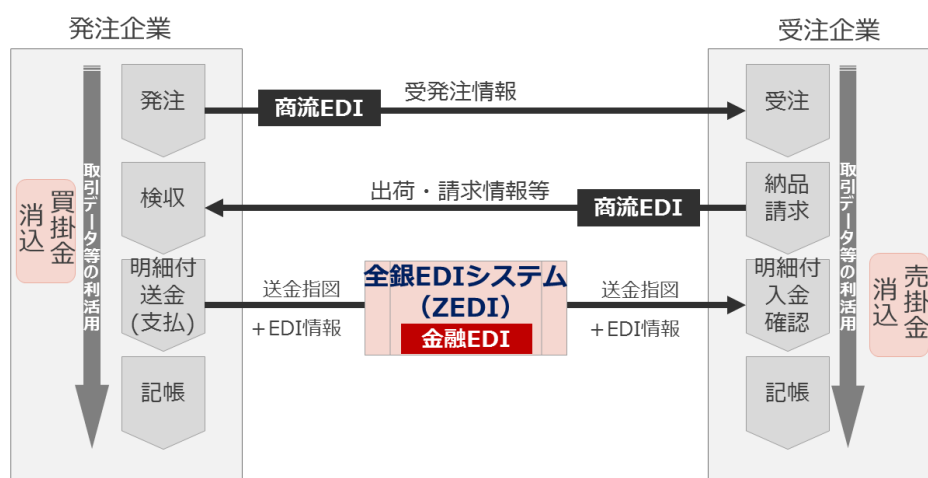 発注企業
受注企業
発注
商流EDI
受発注情報
受注
検収
出荷・請求情報等
商流EDI
納品
請求
買掛金
消込
取引データ等の利活用
明細付
送金
(支払)
送金指図
+EDI情報
全銀EDIシステム
(ZEDI)
金融EDI
送金指図
+EDI情報
明細付
入金
確認
取引データ等の利活用
売掛金
消込
記帳
記帳